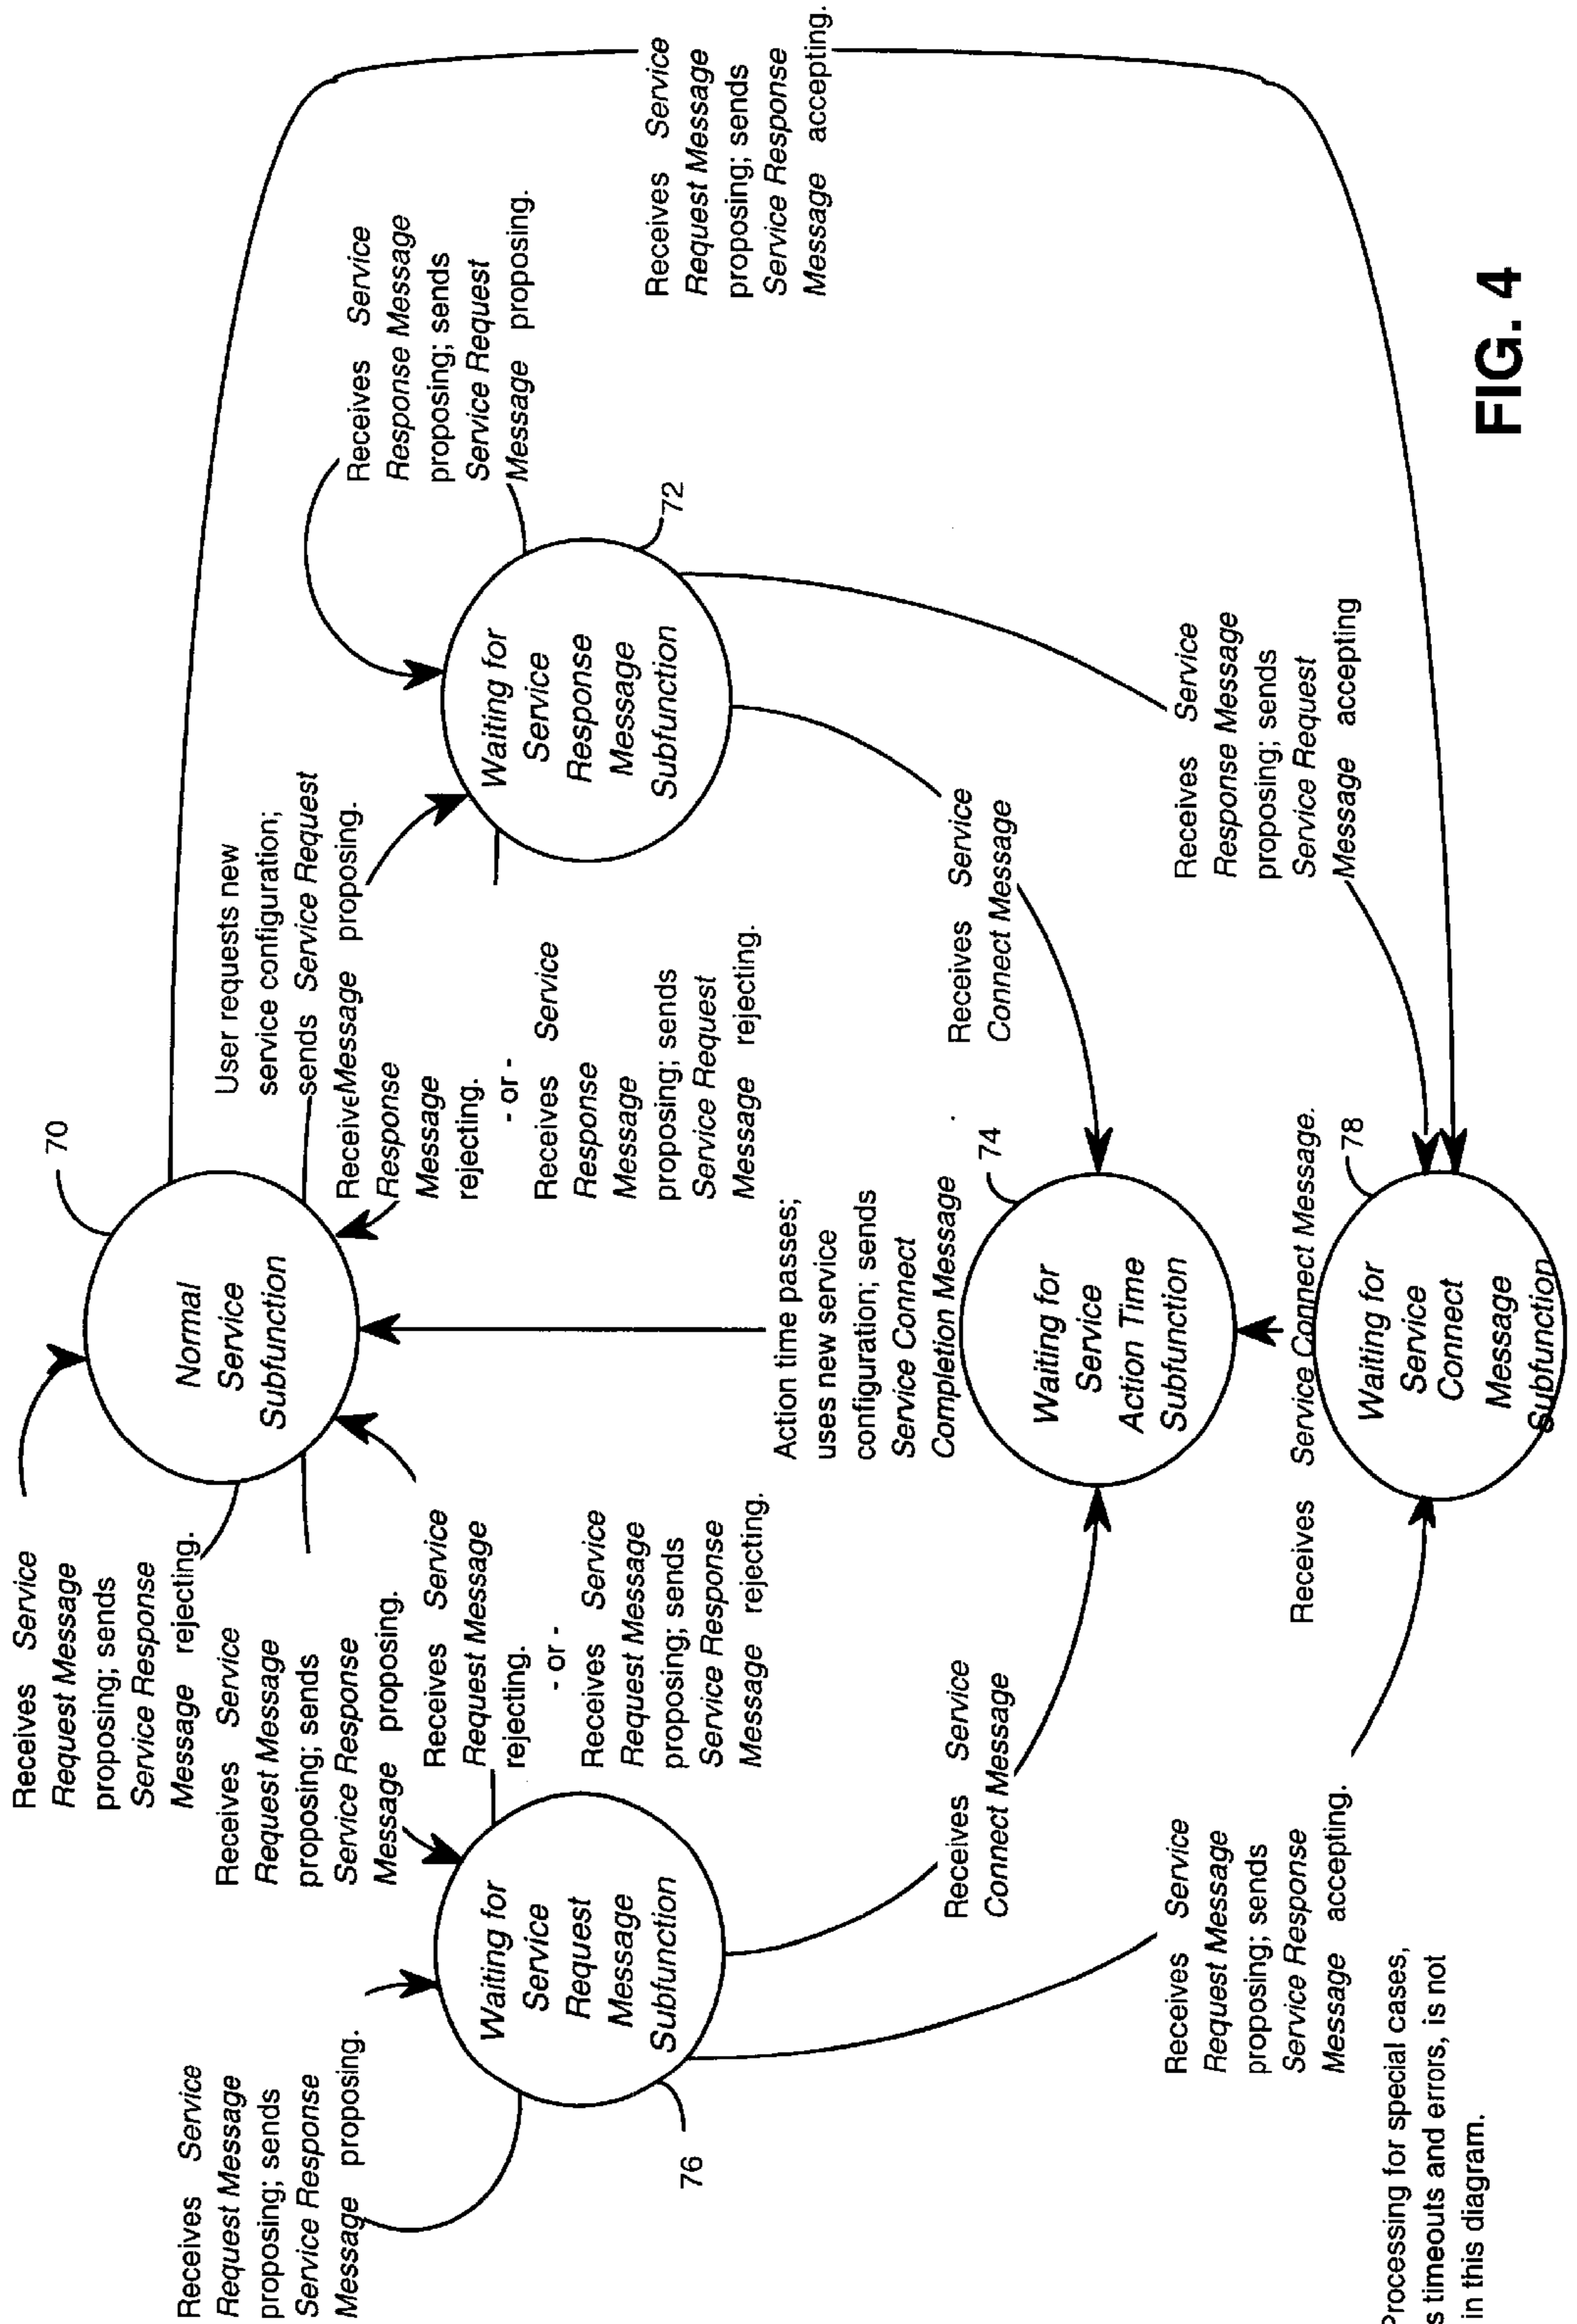 Receives Service
Request Message
proposing; sends
Service Response
Message rejecting.
70
Normal
Service
Subfunction
User requests new
service configuration;
sends Service Request
Message proposing.
Receives Service
Request Message
proposing; sends
Service Response
Message proposing.
Receives Service
Request Message
proposing; sends
Service Response
Message proposing.
Receives Service
Request Message
rejecting.
- or -
Receives Service
Request Message
proposing; sends
Service Response
Message rejecting.
Receive
Response
Message
rejecting.
- or -
Receives Service
Response
Message
proposing; sends
Service Request
Message rejecting.
Receives Service
Response Message
proposing; sends
Service Request
Message proposing.
Receives Service
Request Message
proposing; sends
Service Response
Message accepting.
Waiting for
Service
Request
Message
Subfunction
76
Waiting for
Service
Response
Message
Subfunction
72
Action time passes;
uses new service
configuration; sends
Service Connect
Completion Message
Receives Service
Connect Message
Receives Service
Connect Message
74
Waiting for
Service
Action Time
Subfunction
Receives Service
Request Message
proposing; sends
Service Response
Message accepting.
Receives Service
Response Message
proposing; sends
Service Request
Message accepting
Receives Service Connect Message.
78
Waiting for
Service
Connect
Message
Subfunction
Processing for special cases,
s timeouts and errors, is not
in this diagram.
FIG. 4